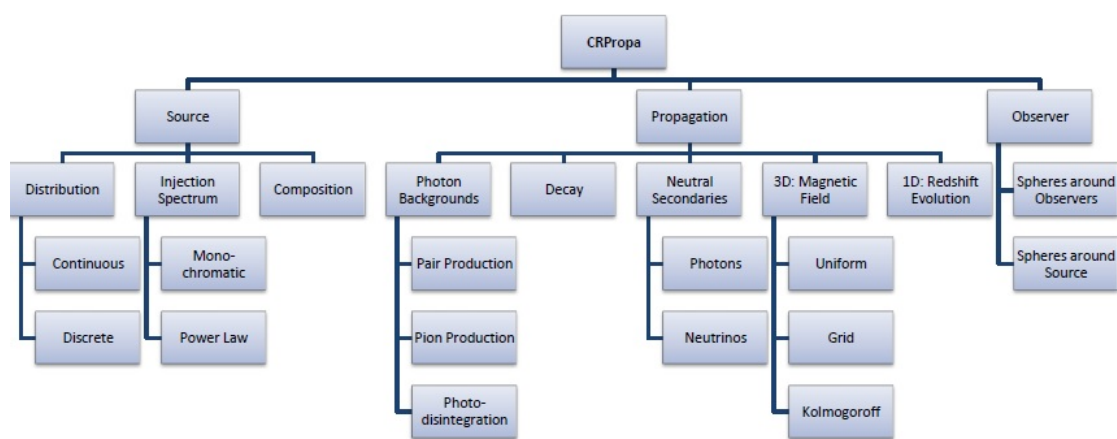 CRPropa
Source
Propagation
Observer
Distribution
Injection
Spectrum
Composition
Photon
Backgrounds
Decay
Neutral
Secondaries
3D: Magnetic
Field
1D: Redshift
Evolution
Spheres around
Observers
Continuous
Mono-
chromatic
Pair Production
Photons
Uniform
Spheres around
Source
Discrete
Power Law
Pion Production
Neutrinos
Grid
Photo-
disintegration
Kolmogoroff